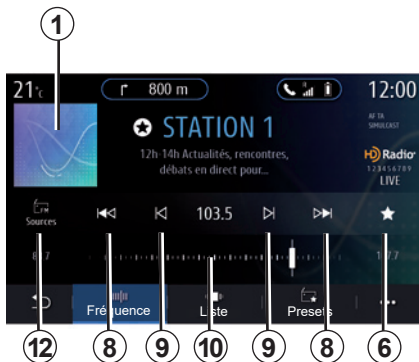 1
21°c
800 m
12:00
AF TA
SIMULCAST
STATION 1
12h-14h Actualités, rencontres,
débats en direct pour...
HD Radio
123456789
LIVE
FM
Sources
103.5
Fréquence
Liste
Presets
12
8
9
10
9
8
6